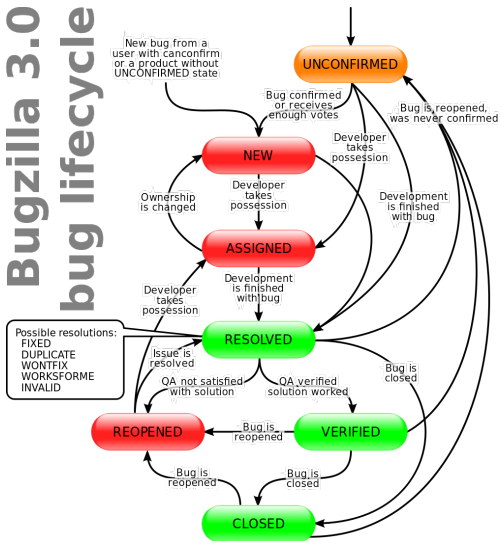 Bugzilla 3.0
bug lifecycle
New bug from a
user with canconfirm
or a product without
UNCONFIRMED state
UNCONFIRMED
Bug confirmed
or receives
enough votes
Bug is reopened,
was never confirmed
Developer
takes
possession
NEW
Developer
takes
possession
Ownership
is changed
Development
is finished
with bug
ASSIGNED
Developer
takes
possession
Development
is finished
with bug
Possible resolutions:
FIXED
DUPLICATE
WONTFIX
WORKSFORME
INVALID
RESOLVED
Issue is
resolved
Bug is
closed
QA not satisfied
with solution
QA verified
solution worked
REOPENED
Bug is
reopened
VERIFIED
Bug is
reopened
Bug is
closed
CLOSED